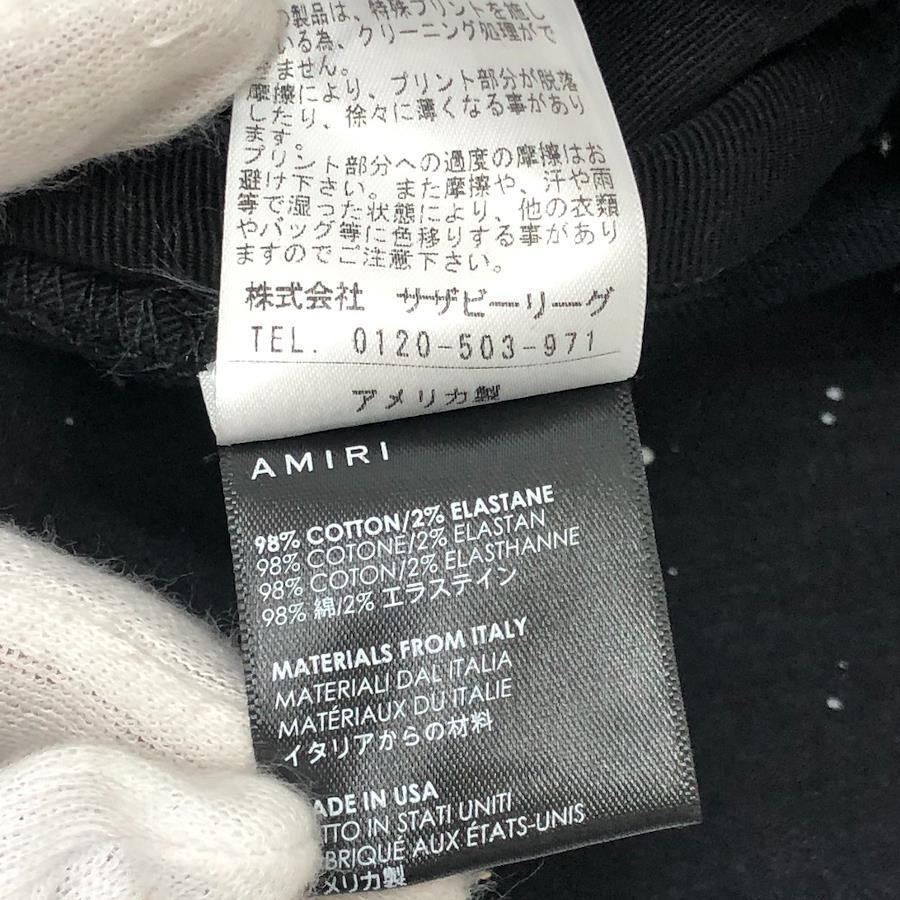 の製品は、特殊プリントを施し
いる為、クリーニング処理がで
ません。
摩擦により、プリント部分が脱落
したり、徐々に薄くなる事があり
ます。
プリント部分への過度の摩擦はお
避け下さい。また摩擦や、汗や雨
等で湿った状態により、他の衣類
やバッグ等に色移りする事があり
ますのでご注意下さい。
株式会社 サザビーリーグ
TEL. 0120-503-971
アメリカ製
AMIRI
98% COTTON/2% ELASTANE
98% COTONE/2% ELASTAN
98% COTON/2% ELASTHANNE
98% 綿/2% エラステイン
MATERIALS FROM ITALY
MATERIALI DAL ITALIA
MATÉRIAUX DU ITALIE
イタリアからの材料
ADE IN USA
TTO IN STATI UNITI
BRIQUÉ AUX ÉTATS-UNIS
メリカ製